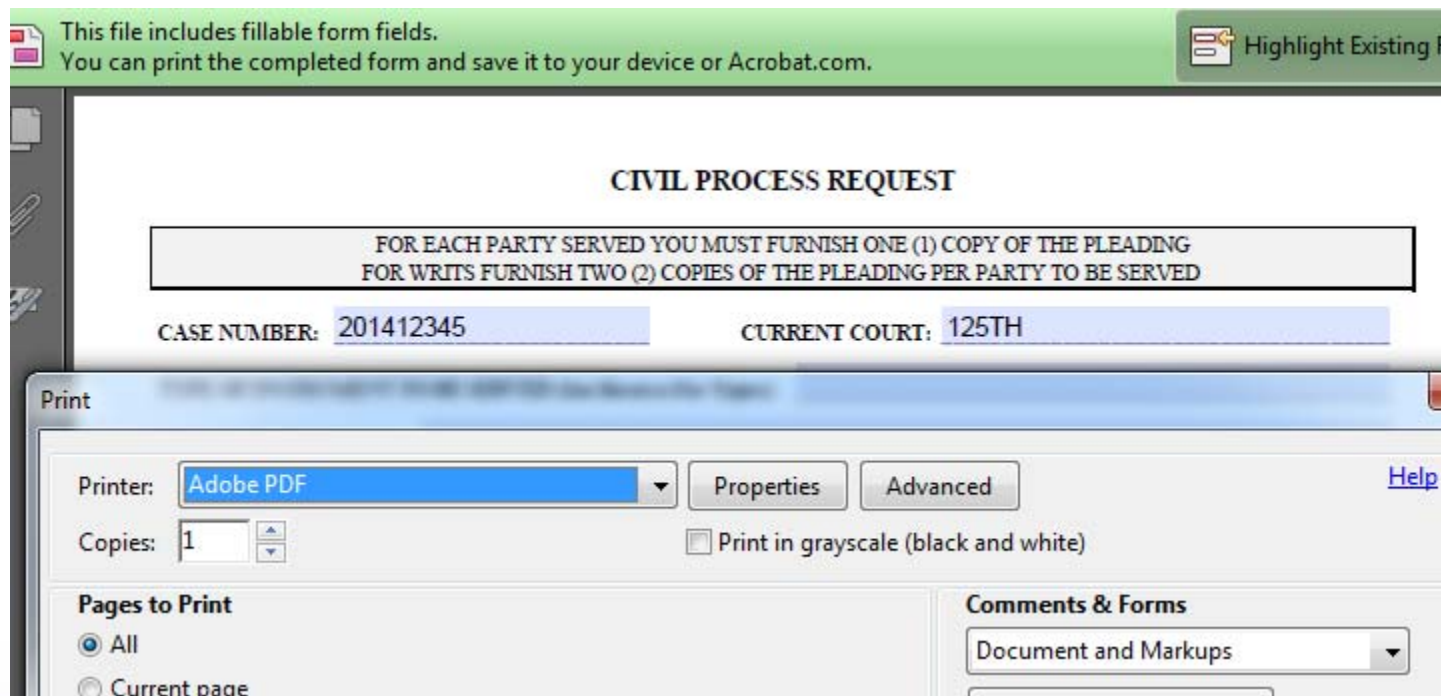 This file includes fillable form fields.
You can print the completed form and save it to your device or Acrobat.com.
Highlight Existing
CIVIL PROCESS REQUEST
FOR EACH PARTY SERVED YOU MUST FURNISH ONE (1) COPY OF THE PLEADING
FOR WRITS FURNISH TWO (2) COPIES OF THE PLEADING PER PARTY TO BE SERVED
CASE NUMBER: 201412345 CURRENT COURT: 125TH
Print
Printer: Adobe PDF Properties Advanced Help
Copies: 1 Print in grayscale (black and white)
Pages to Print Comments & Forms
All Document and Markups
Current page